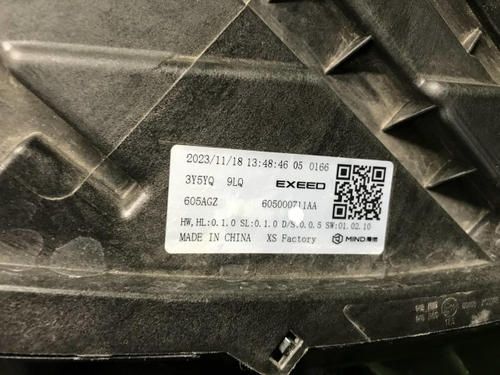 2023/11/18 13:48:46 05 0166
3Y5YQ 9LQ EXEED
605AGZ 605000711AA
HW,HL:0.1.0 SL:0.1.0 D/S.0.0.5 SW:01.02.10
MADE IN CHINA XS Factory MIND